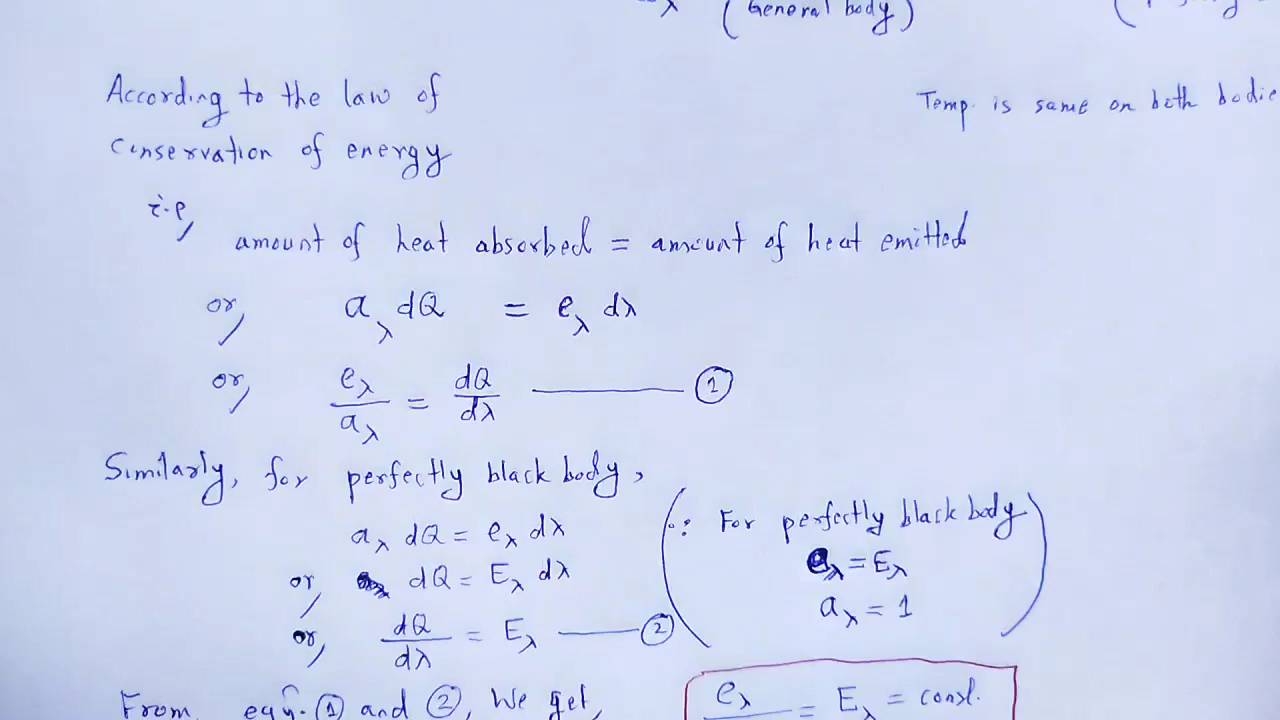 λ (General body)
According to the law of
Temp. is same on both bodie
conservation of energy
i.e,
amount of heat absorbed = amount of heat emitted
or, a_λ dQ = e_λ dλ
or, e_λ/a_λ = dQ/dλ ——— ①
Similarly, for perfectly black body,
a_λ dQ = e_λ dλ
(∵ For perfectly black body)
or, dQ = E_λ dλ
e_λ = E_λ
a_λ = 1
or, dQ/dλ = E_λ ——— ②
From eqn. ① and ②, We get,
e_λ = E_λ = const.